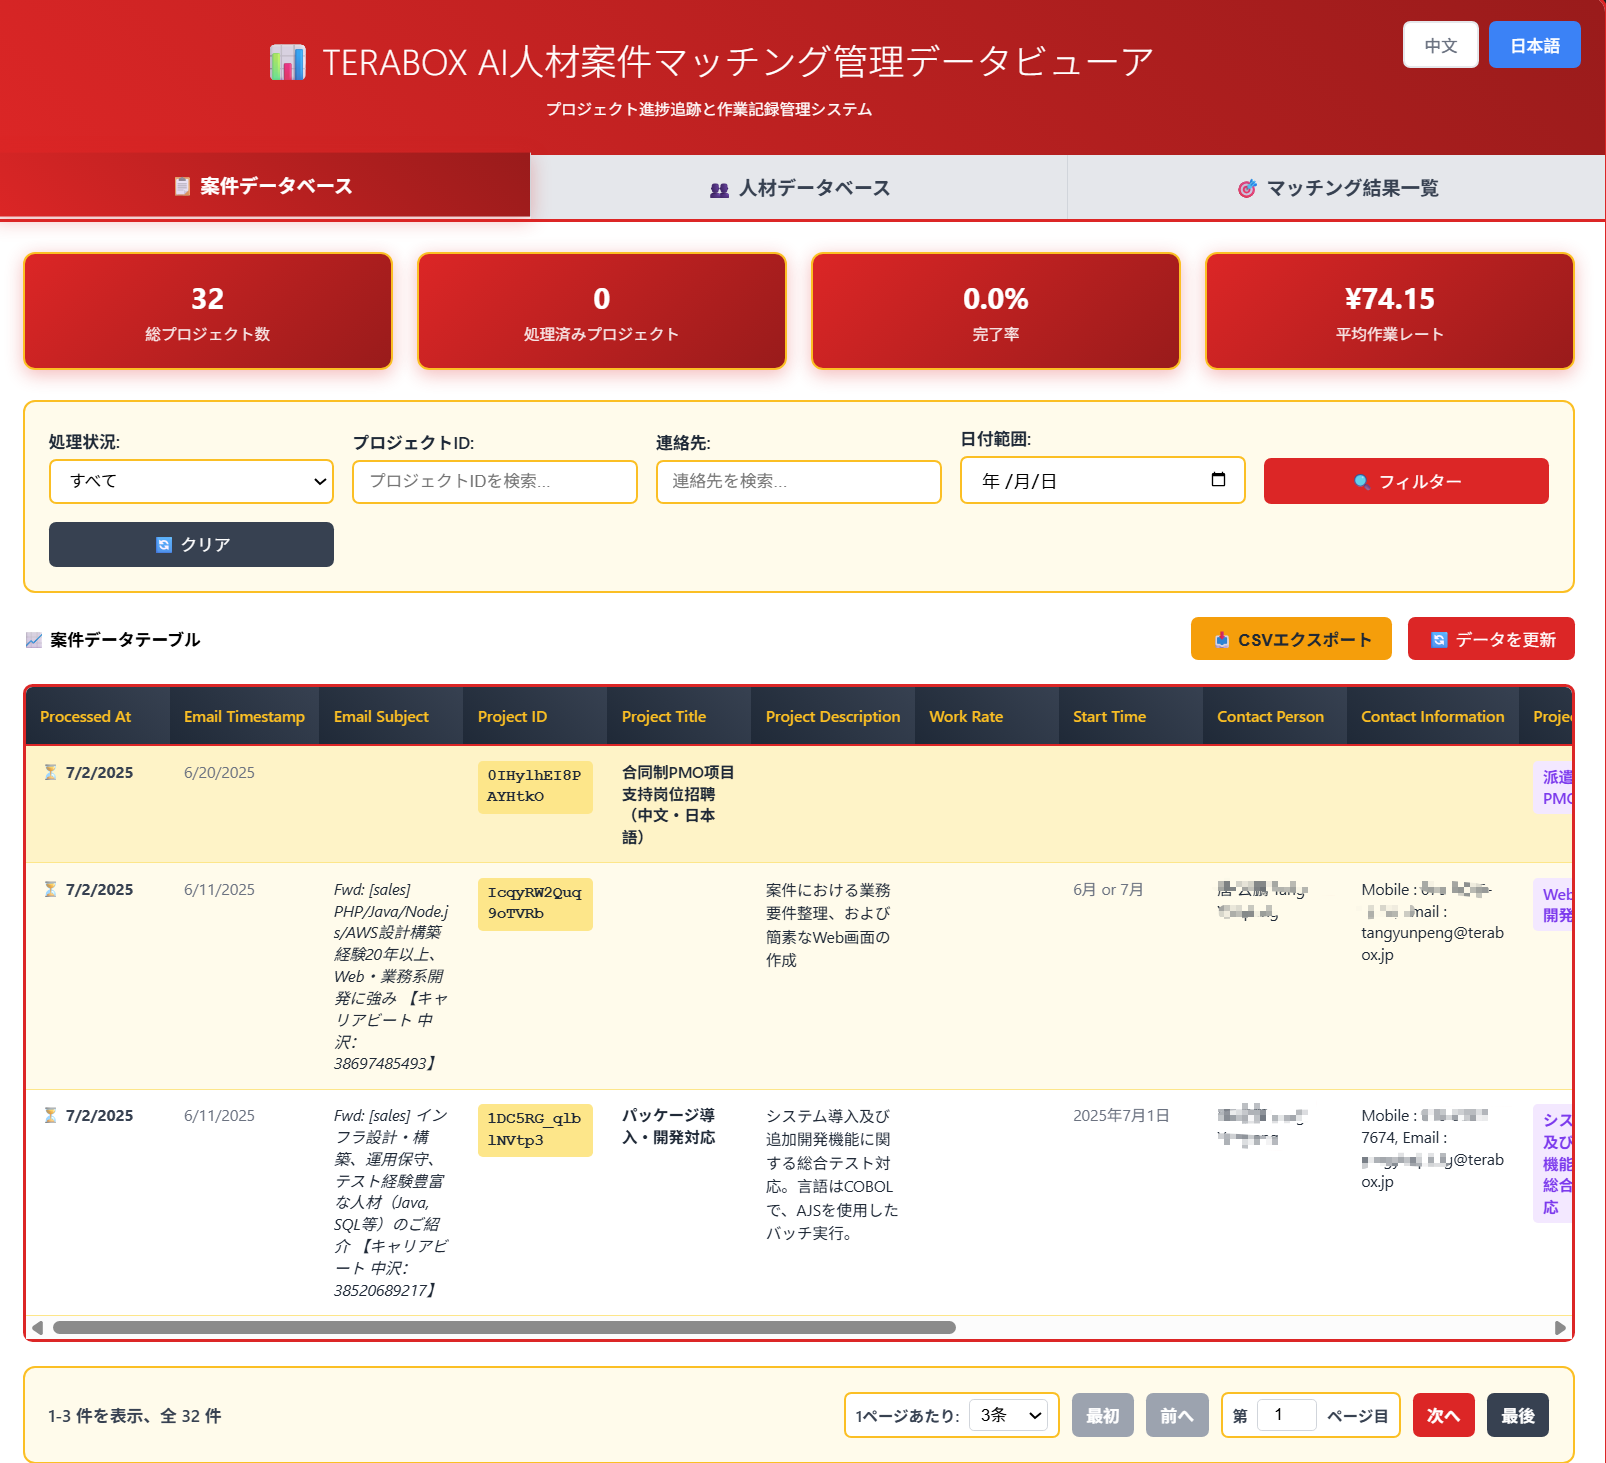 TERABOX AI人材案件マッチング管理データビューア
中文
日本語
プロジェクト進捗追跡と作業記録管理システム
案件データベース
人材データベース
マッチング結果一覧
32
総プロジェクト数
0
処理済みプロジェクト
0.0%
完了率
¥74.15
平均作業レート
処理状況:
すべて
プロジェクトID:
プロジェクトIDを検索...
連絡先:
連絡先を検索...
日付範囲:
年 /月/日
フィルター
クリア
案件データテーブル
CSVエクスポート
データを更新
Processed At
Email Timestamp
Email Subject
Project ID
Project Title
Project Description
Work Rate
Start Time
Contact Person
Contact Information
Proje
7/2/2025
6/20/2025
0IHylhEI8P
AYHtkO
合同制PMO项目
支持岗位招聘
（中文・日本
語）
派遣
PMO
7/2/2025
6/11/2025
Fwd: [sales]
PHP/Java/Node.j
s/AWS設計構築
経験20年以上、
Web・業務系開
発に強み 【キャ
リアビート 中
沢：
38697485493】
IcqyRW2Quq
9oTVRb
案件における業務
要件整理、および
簡素なWeb画面の
作成
6月 or 7月
Mobile :
mail :
tangyunpeng@terab
ox.jp
Web
開発
7/2/2025
6/11/2025
Fwd: [sales] イン
フラ設計・構
築、運用保守、
テスト経験豊富
な人材（Java,
SQL等）のご紹
介 【キャリアビ
ート 中沢：
38520689217】
1DC5RG_qlb
lNVtp3
パッケージ導
入・開発対応
システム導入及び
追加開発機能に関
する総合テスト対
応。言語はCOBOL
で、AJSを使用した
バッチ実行。
2025年7月1日
Mobile :
7674, Email :
@terab
ox.jp
シス
及び
機能
総合
応
1-3 件を表示、全 32 件
1ページあたり:
3条
最初
前へ
第
1
ページ目
次へ
最後